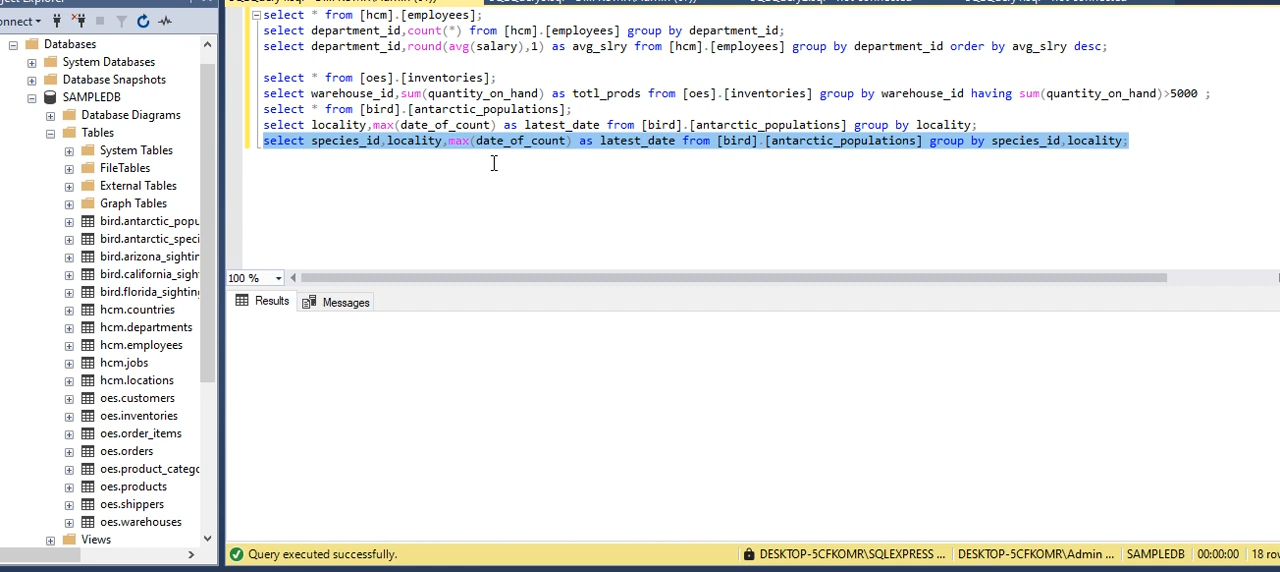 onnect
Databases
System Databases
Database Snapshots
SAMPLEDB
Database Diagrams
Tables
System Tables
FileTables
External Tables
Graph Tables
bird.antarctic_popu
bird.antarctic_speci
bird.arizona_sightin
bird.california_sigh
bird.florida_sighting
hcm.countries
hcm.departments
hcm.employees
hcm.jobs
hcm.locations
oes.customers
oes.inventories
oes.order_items
oes.orders
oes.product_catego
oes.products
oes.shippers
oes.warehouses
Views
select * from [hcm].[employees];
select department_id,count(*) from [hcm].[employees] group by department_id;
select department_id,round(avg(salary),1) as avg_slry from [hcm].[employees] group by department_id order by avg_slry desc;
select * from [oes].[inventories];
select warehouse_id,sum(quantity_on_hand) as totl_prods from [oes].[inventories] group by warehouse_id having sum(quantity_on_hand)>5000 ;
select * from [bird].[antarctic_populations];
select locality,max(date_of_count) as latest_date from [bird].[antarctic_populations] group by locality;
select species_id,locality,max(date_of_count) as latest_date from [bird].[antarctic_populations] group by species_id,locality;
100 %
Results Messages
Query executed successfully. DESKTOP-5CFKOMR\SQLEXPRESS ... DESKTOP-5CFKOMR\Admin ... SAMPLEDB 00:00:00 18 row